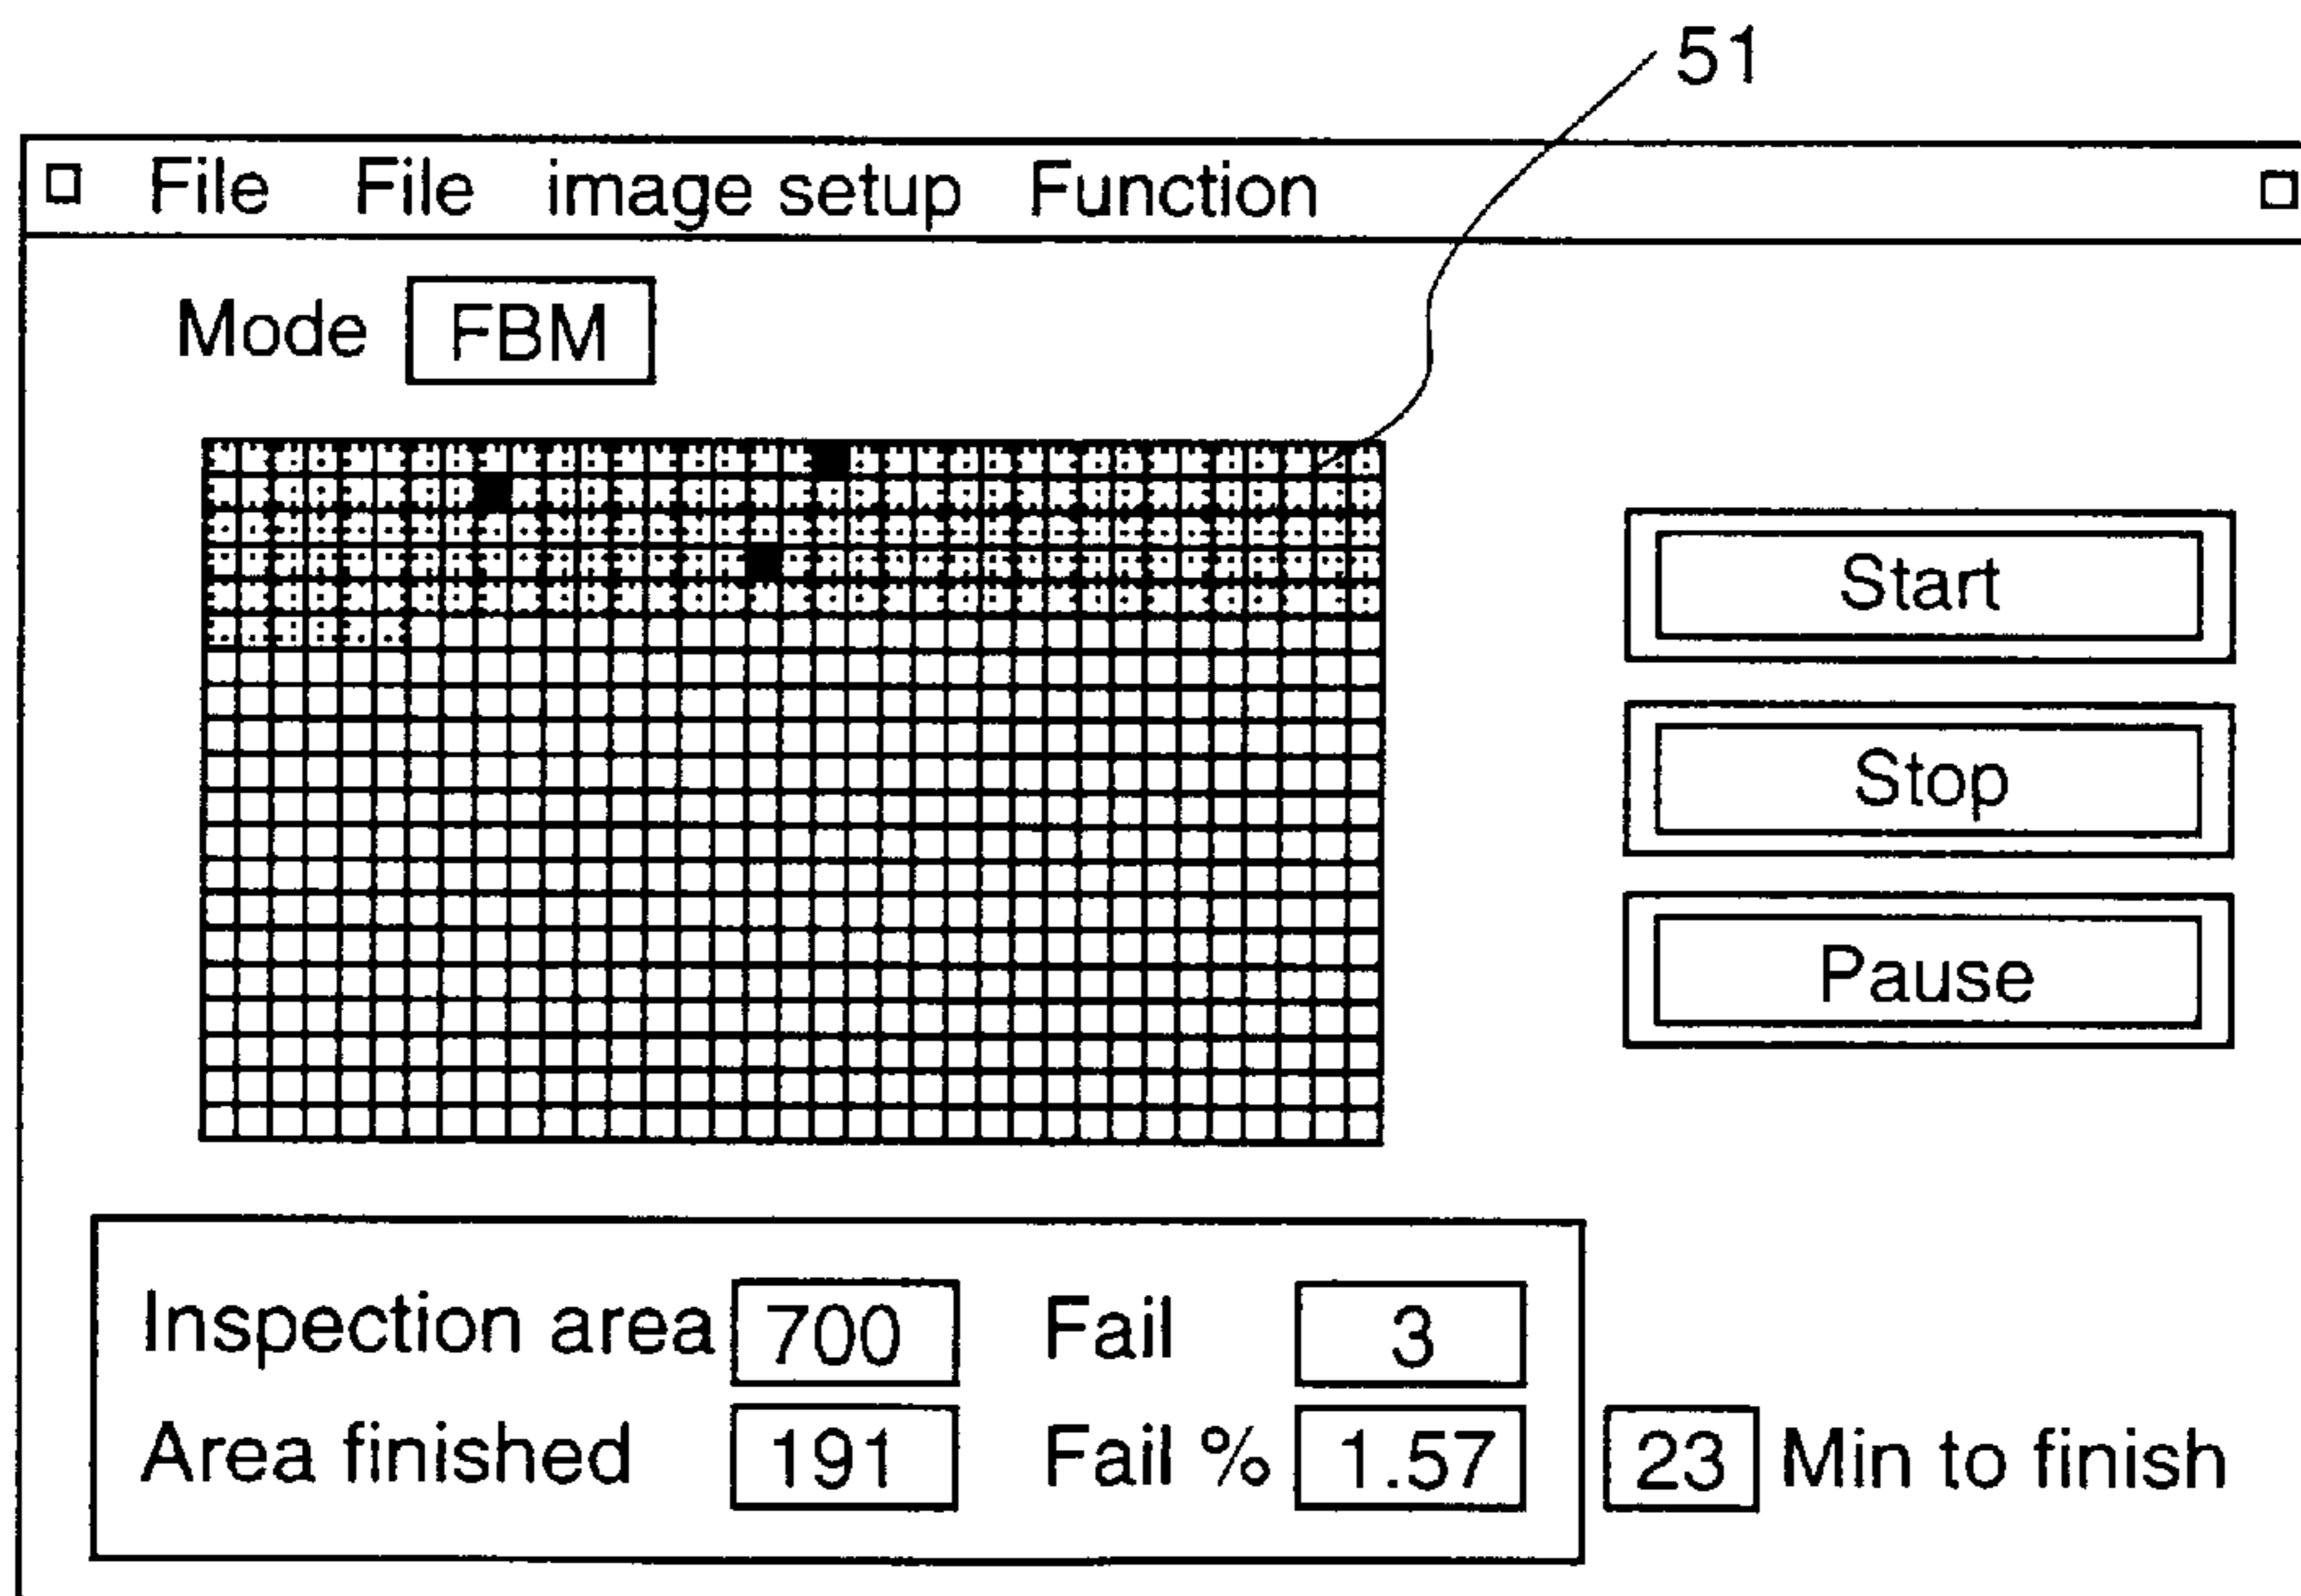 51
File File image setup Function
Mode FBM
Start
Stop
Pause
Inspection area 700 Fail 3
Area finished 191 Fail % 1.57 23 Min to finish